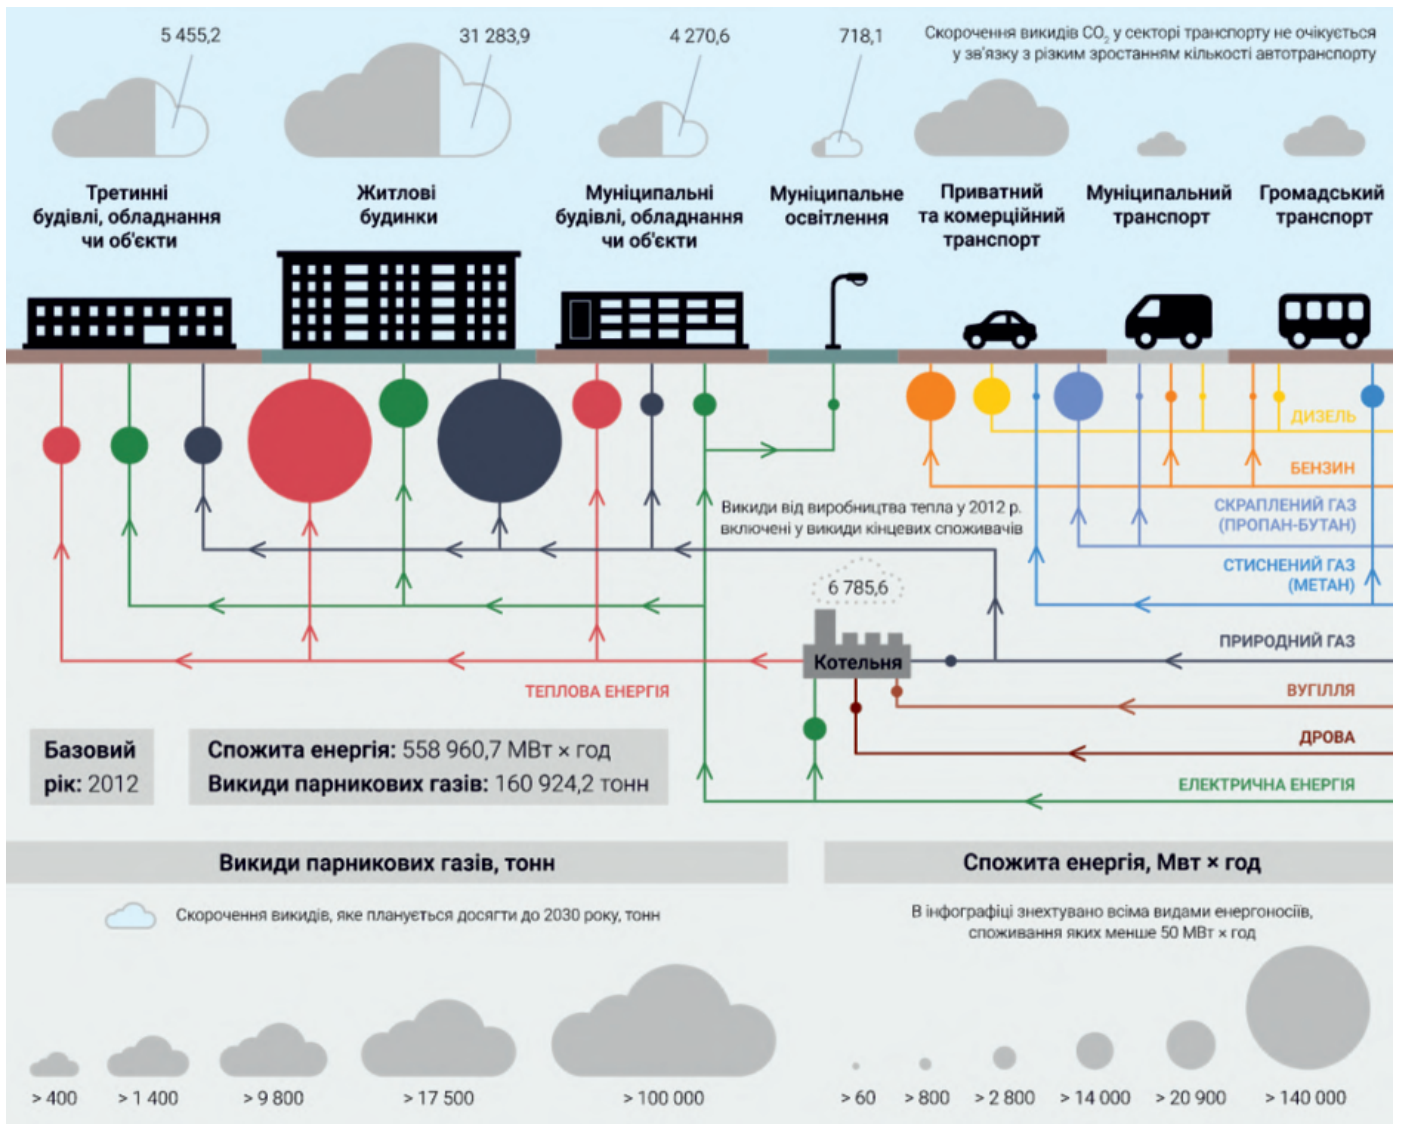 5 455,2
31 283,9
4 270,6
718,1
Скорочення викидів CO₂ у секторі транспорту не очікується
у зв'язку з різким зростанням кількості автотранспорту
Третинні
будівлі, обладнання
чи об'єкти
Житлові
будинки
Муніципальні
будівлі, обладнання
чи об'єкти
Муніципальне
освітлення
Приватний
та комерційний
транспорт
Муніципальний
транспорт
Громадський
транспорт
ДИЗЕЛЬ
БЕНЗИН
СКРАПЛЕНИЙ ГАЗ
(ПРОПАН-БУТАН)
СТИСНЕНИЙ ГАЗ
(МЕТАН)
Викиди від виробництва тепла у 2012 р.
включені у викиди кінцевих споживачів
6 785,6
Котельня
ПРИРОДНИЙ ГАЗ
ВУГІЛЛЯ
ДРОВА
ЕЛЕКТРИЧНА ЕНЕРГІЯ
ТЕПЛОВА ЕНЕРГІЯ
Базовий
рік: 2012
Спожита енергія: 558 960,7 МВт × год
Викиди парникових газів: 160 924,2 тонн
Викиди парникових газів, тонн
Скорочення викидів, яке планується досягти до 2030 року, тонн
> 400
> 1 400
> 9 800
> 17 500
> 100 000
Спожита енергія, Мвт × год
В інфографіці знехтувано всіма видами енергоносіїв,
споживання яких менше 50 МВт × год
> 60
> 800
> 2 800
> 14 000
> 20 900
> 140 000